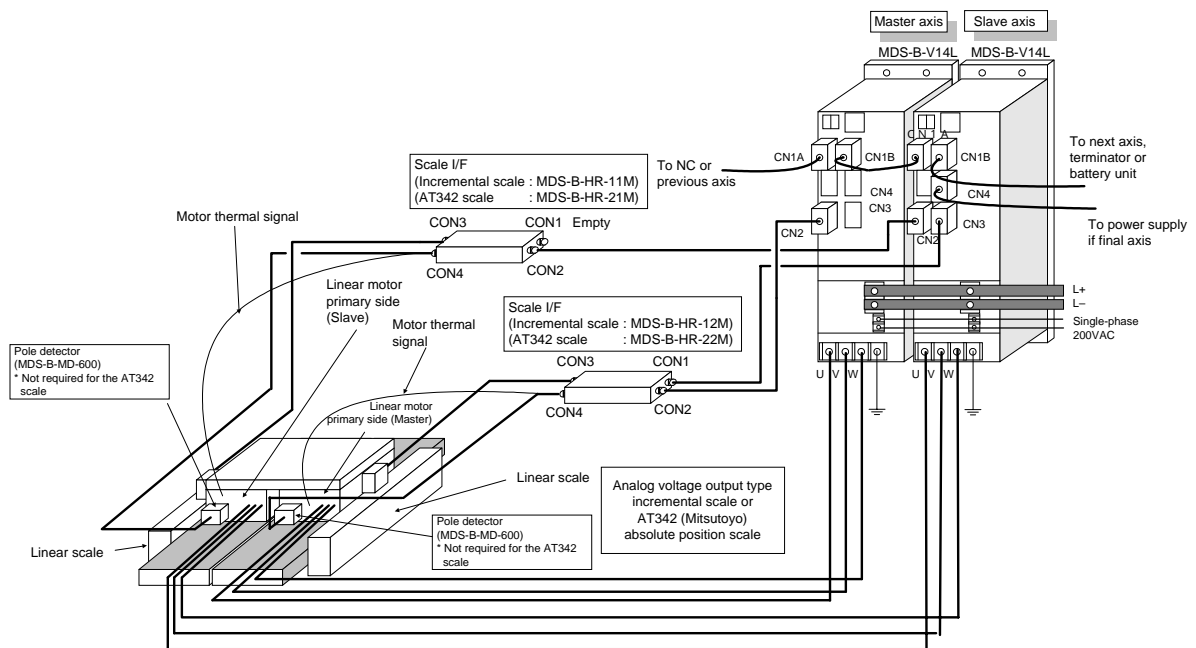 Master axis
Slave axis
MDS-B-V14L
MDS-B-V14L
CN1A
CN1B
CN1A
CN1B
CN4
CN3
CN4
CN2
CN2
CN3
To NC or
previous axis
To next axis,
terminator or
battery unit
To power supply
if final axis
L+
L–
Single-phase
200VAC
U
V
W
U
V
W
Scale I/F
(Incremental scale : MDS-B-HR-11M)
(AT342 scale : MDS-B-HR-21M)
CON3
CON1 Empty
CON4
CON2
Motor thermal signal
Linear motor
primary side
(Slave)
Scale I/F
(Incremental scale : MDS-B-HR-12M)
(AT342 scale : MDS-B-HR-22M)
CON3
CON1
CON4
CON2
Motor thermal
signal
Pole detector
(MDS-B-MD-600)
* Not required for the AT342
scale
Linear motor
primary side (Master)
Linear scale
Analog voltage output type
incremental scale or
AT342 (Mitsutoyo)
absolute position scale
Pole detector
(MDS-B-MD-600)
* Not required for the AT342
scale
Linear scale